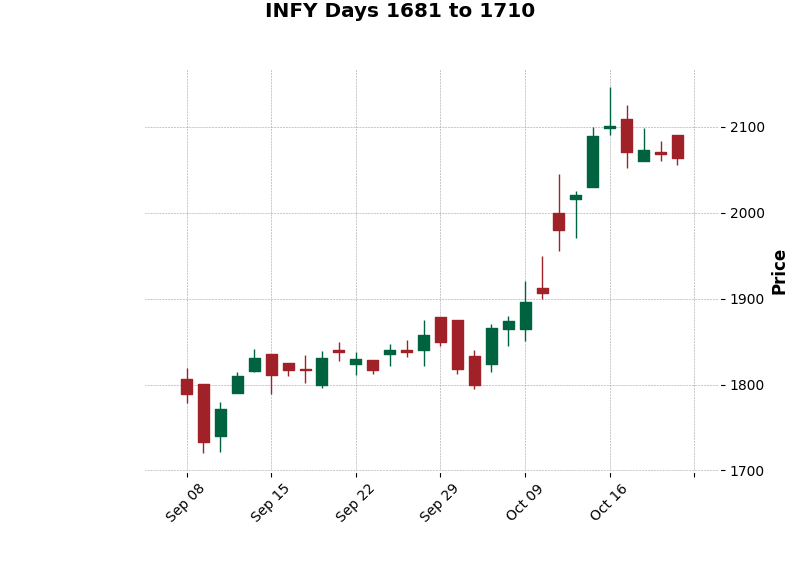 INFY Days 1681 to 1710
2100
2000
1900
1800
1700
Price
Sep 08
Sep 15
Sep 22
Sep 29
Oct 09
Oct 16